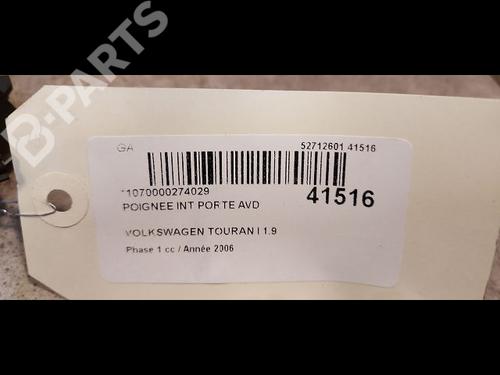 B-PARTS
GA
52712601 41516
*1070000274029
41516
POIGNEE INT PORTE AVD
VOLKSWAGEN TOURAN I 1.9
Phase 1 cc / Année 2006